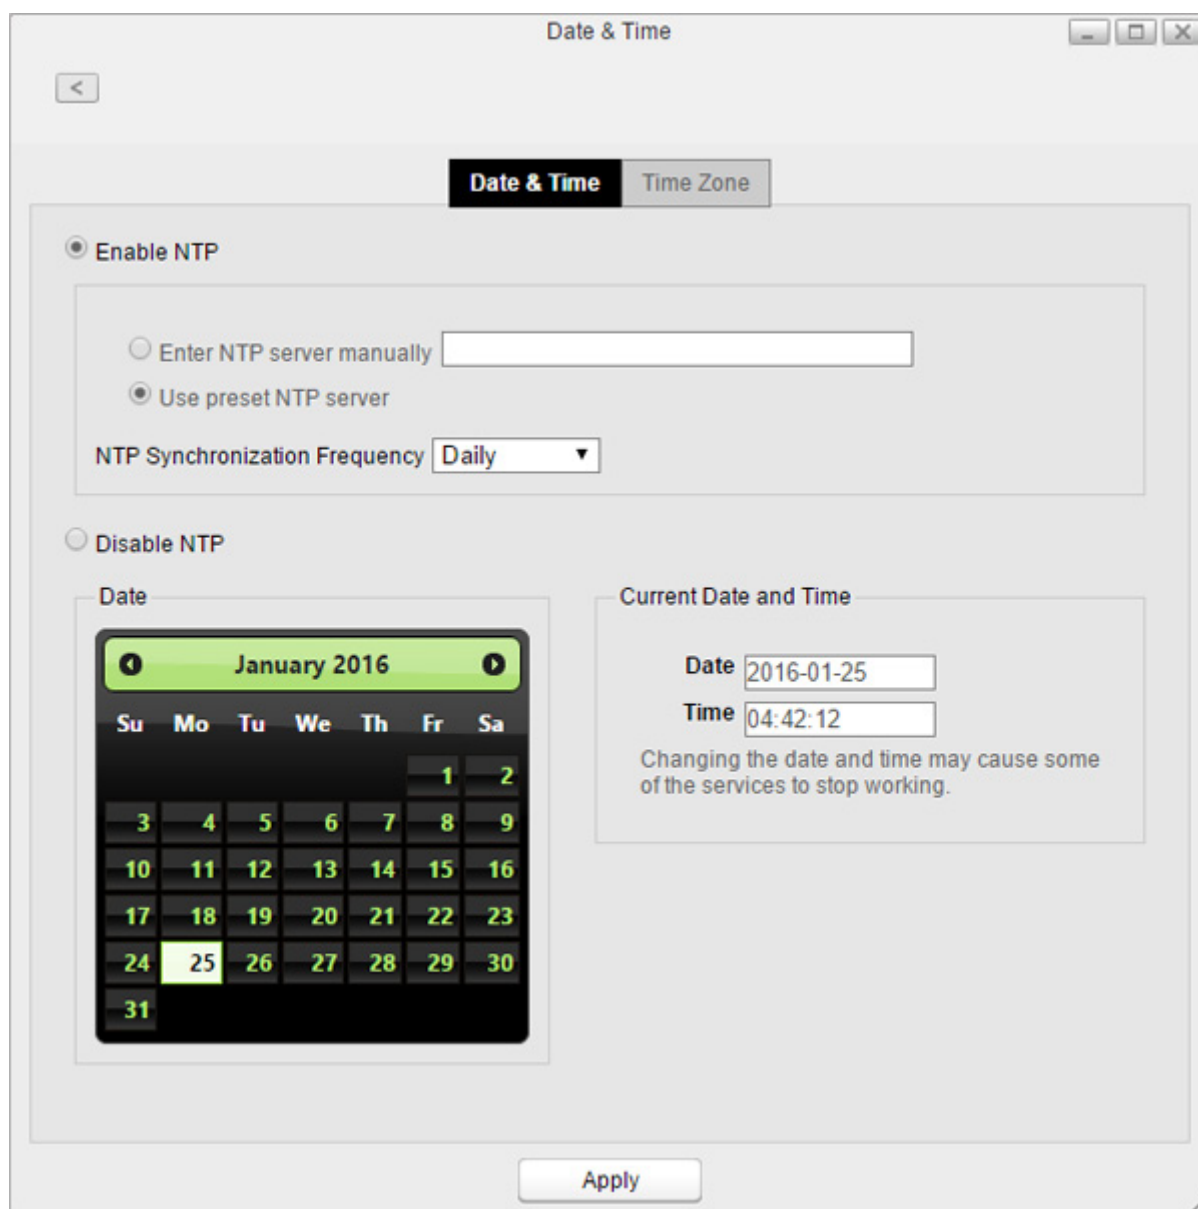 Date & Time
<
Date & Time Time Zone
Enable NTP
Enter NTP server manually
Use preset NTP server
NTP Synchronization Frequency Daily
Disable NTP
Date
January 2016
Su Mo Tu We Th Fr Sa
1 2
3 4 5 6 7 8 9
10 11 12 13 14 15 16
17 18 19 20 21 22 23
24 25 26 27 28 29 30
31
Current Date and Time
Date 2016-01-25
Time 04:42:12
Changing the date and time may cause some
of the services to stop working.
Apply